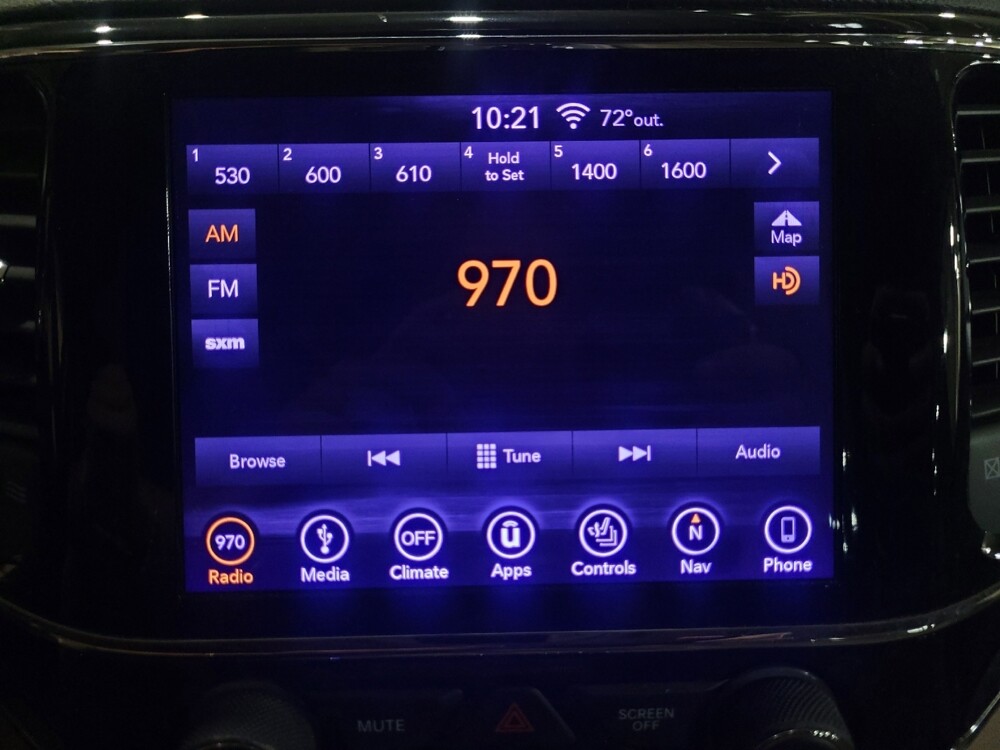 10:21 72°out.
1 530
2 600
3 610
4 Hold
to Set
5 1400
6 1600
AM
FM
sxm
970
Map
HD
Browse
Tune
Audio
970
Radio
Media
OFF
Climate
u
Apps
Controls
N
Nav
Phone
MUTE
SCREEN
OFF